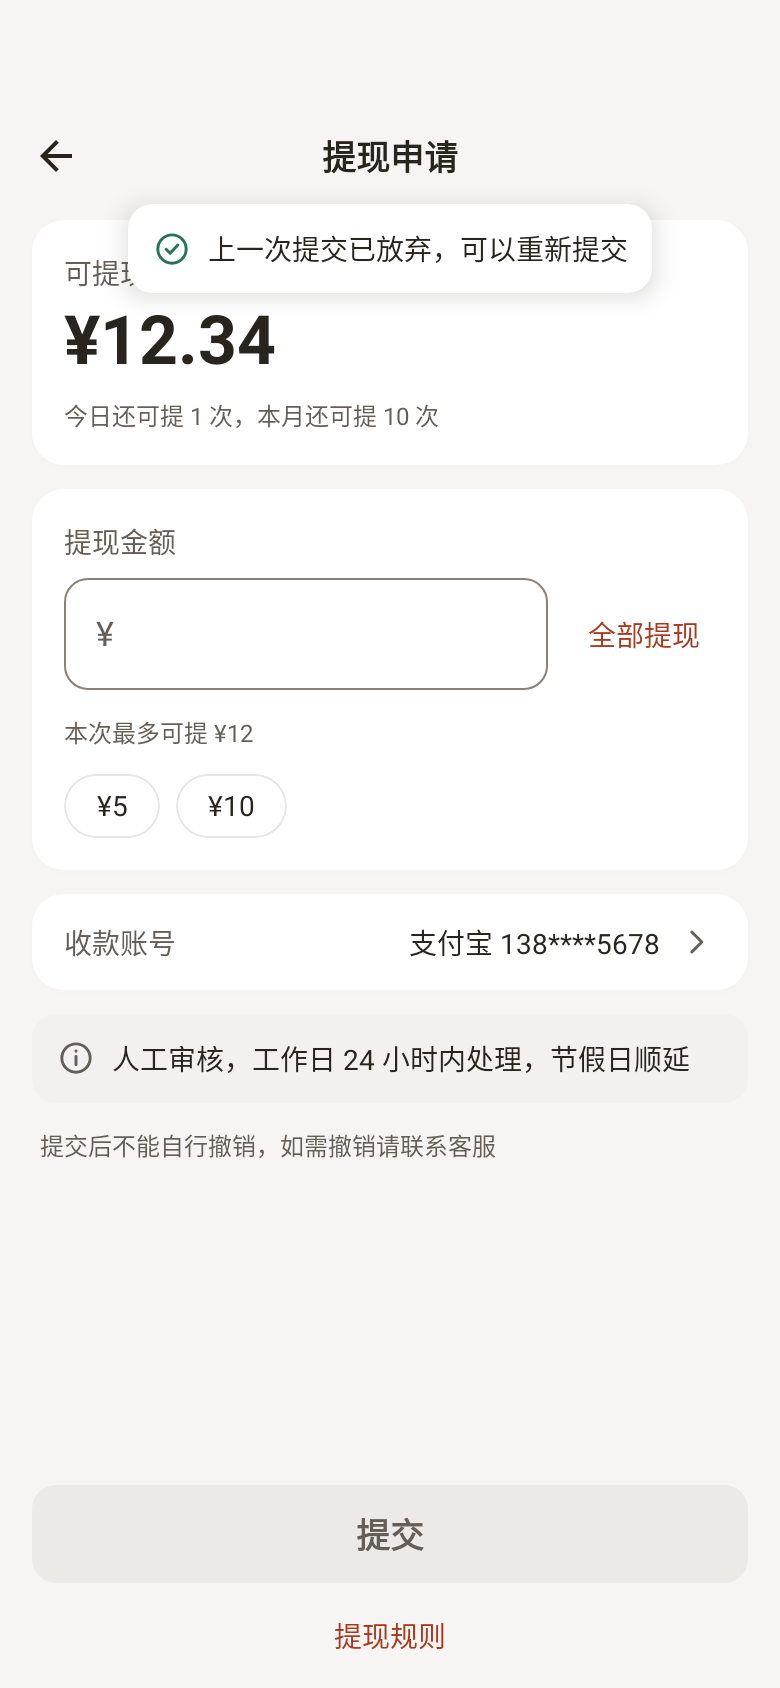 提现申请
上一次提交已放弃，可以重新提交
可提现
¥12.34
今日还可提 1 次，本月还可提 10 次
提现金额
¥
全部提现
本次最多可提 ¥12
¥5
¥10
收款账号
支付宝 138****5678
人工审核，工作日 24 小时内处理，节假日顺延
提交后不能自行撤销，如需撤销请联系客服
提交
提现规则